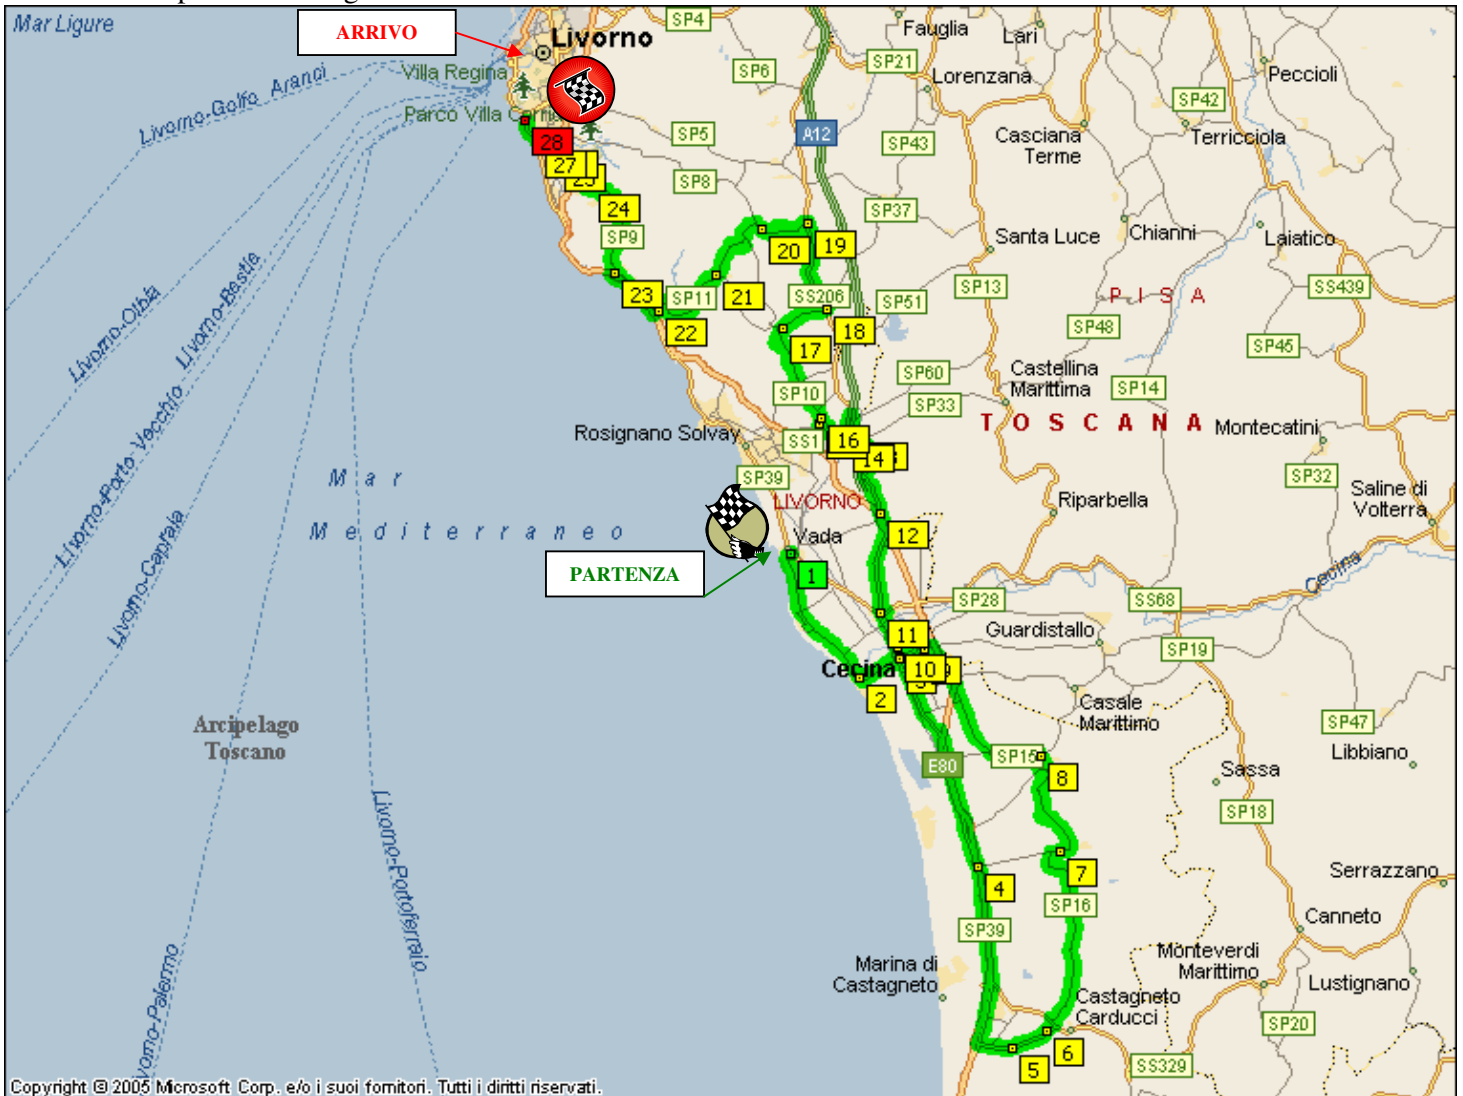 Mar Ligure
ARRIVO
Livorno
Villa Regina
Parco Villa
Livorno-Golfo Aranci
SP4
Fauglia
Lari
SP6
SP21
Lorenzana
Peccioli
SP42
Terricciola
Casciana
Terme
A12
SP43
SP5
28
27
SP8
24
SP9
SP37
20
19
Santa Luce
Chianni
Laiatico
23
SP11
21
SS206
SP51
SP13
P I S A
SS439
22
18
17
SP48
SP45
Livorno-Olbia
Livorno-Bastie
Livorno-Porto Vecchio
Livorno-Capraia
SP10
SP60
Castellina
Marittima
SP14
SP33
T O S C A N A
Montecatini
Rosignano Solvay
SS1
16
14
SP39
SP32
Saline di
Volterra
Mar
Mediterraneo
LIVORNO
Riparbella
Vada
12
PARTENZA
1
Cecina
SP28
SS68
Guardistallo
11
SP19
Cecina
10
2
Casale
Marittimo
SP47
Libbiano
Arcipelago
Toscano
E80
SP15
8
Sassa
SP18
Livorno-Portoferraio
Serrazzano
7
4
SP16
SP39
Canneto
Marina di
Castagneto
Monteverdi
Marittimo
Lustignano
Castagneto
Carducci
SP20
6
5
SS329
Livorno-Palermo
Copyright © 2005 Microsoft Corp. e/o i suoi fornitori. Tutti i diritti riservati.